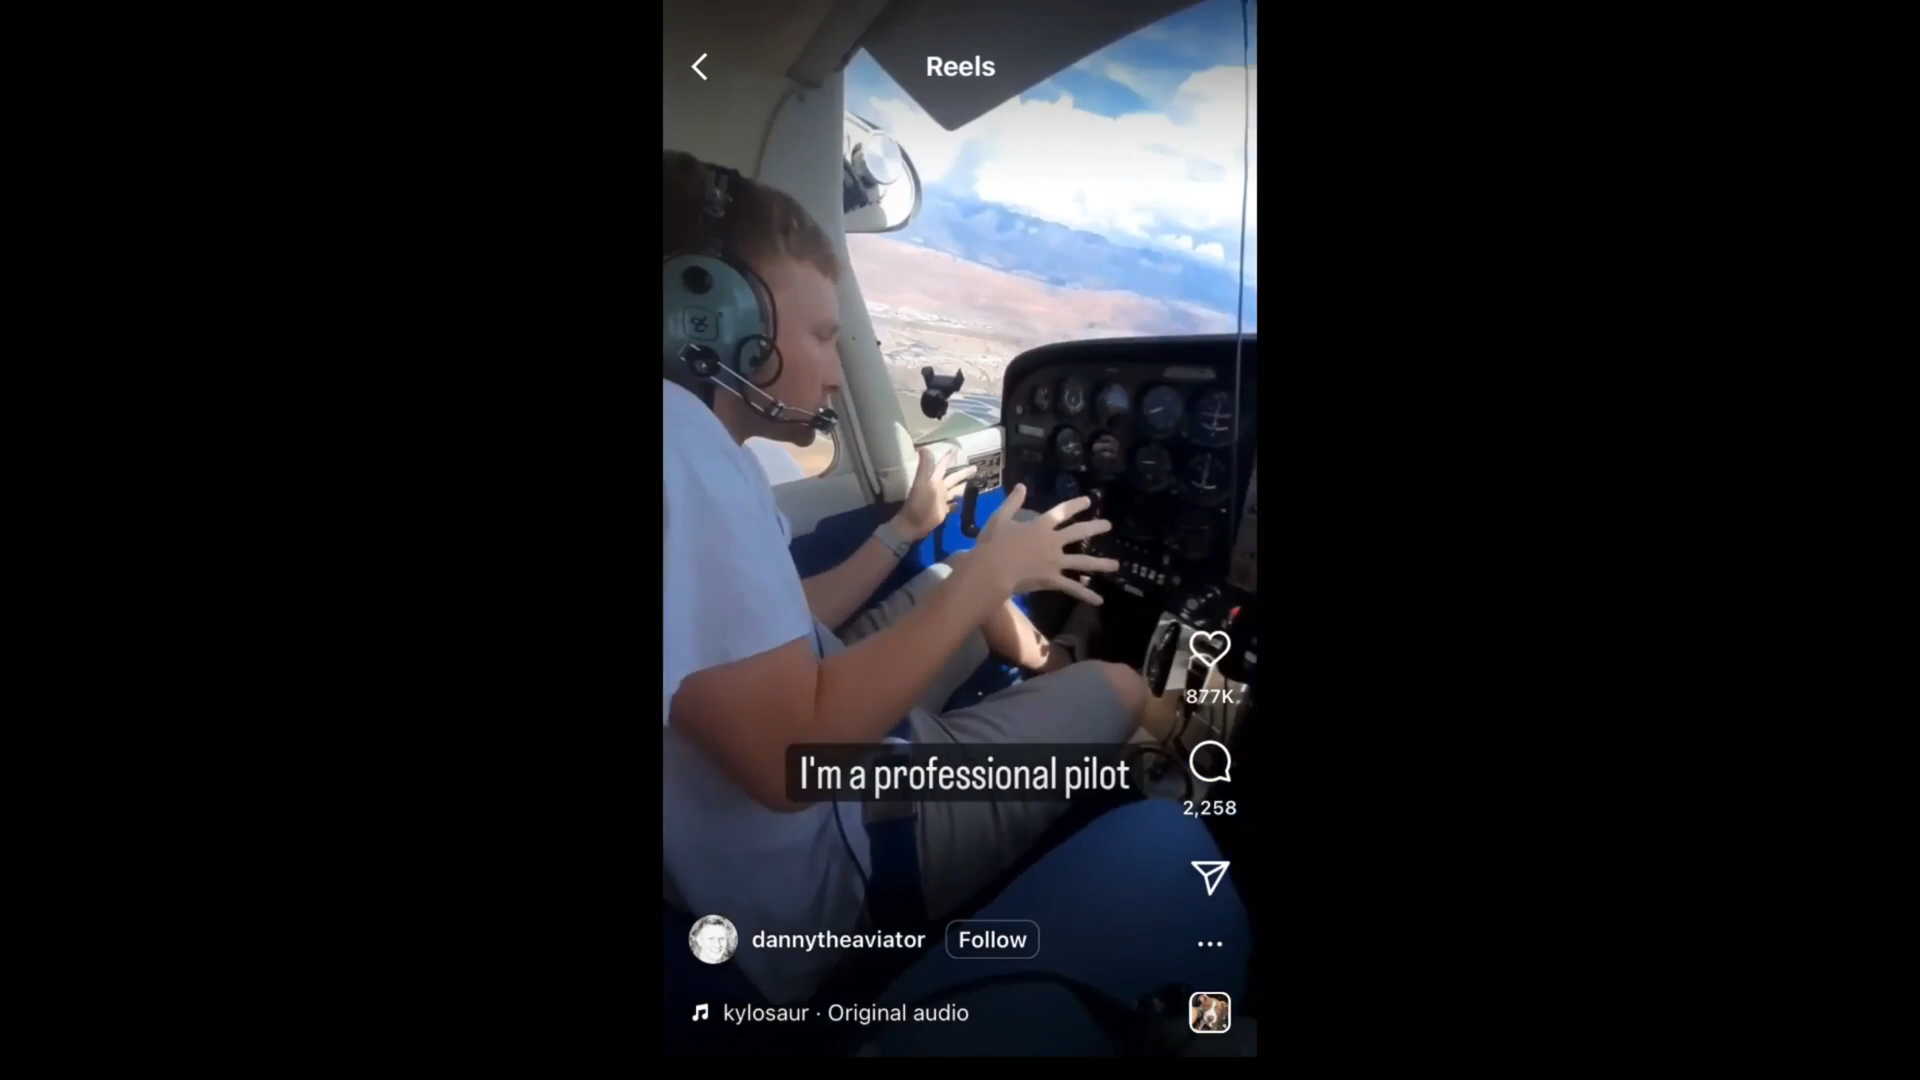 Reels
877K
I'm a professional pilot
2,258
dannytheaviator
Follow
kylosaur · Original audio